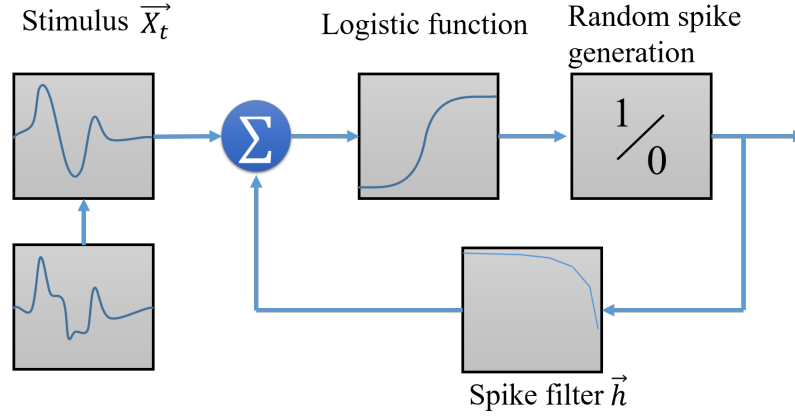 Stimulus $\overrightarrow{X_t}$
Logistic function
Random spike
generation
Σ
1/0
Spike filter $\vec{h}$